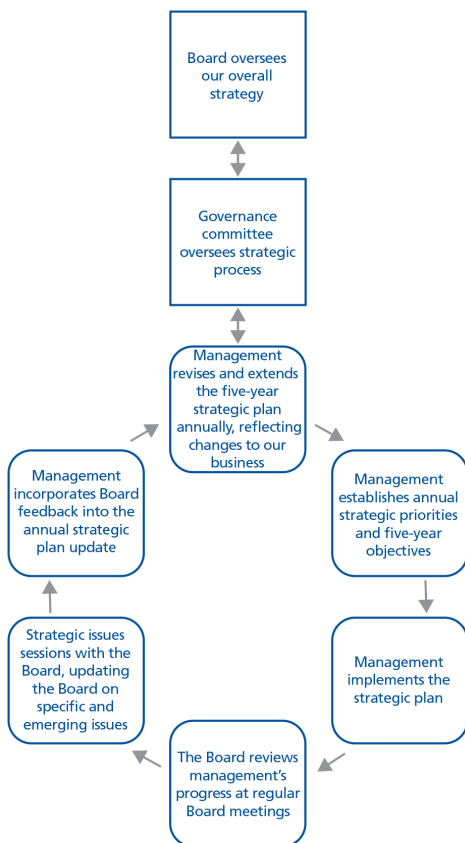 Board oversees
our overall
strategy
Governance
committee
oversees strategic
process
Management
revises and extends
the five-year
strategic plan
annually, reflecting
changes to our
business
Management
establishes annual
strategic priorities
and five-year
objectives
Management
implements the
strategic plan
The Board reviews
management’s
progress at regular
Board meetings
Strategic issues
sessions with the
Board, updating
the Board on
specific and
emerging issues
Management
incorporates Board
feedback into the
annual strategic
plan update